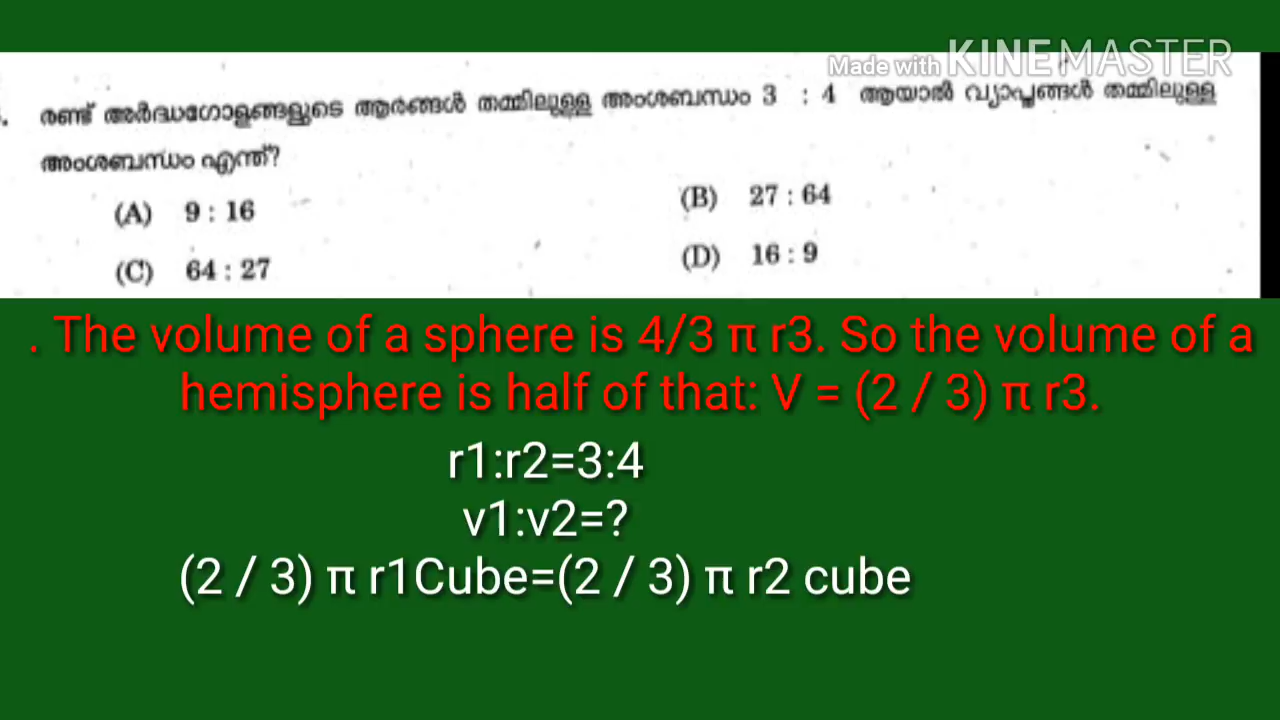 Made with KINEMASTER
. രണ്ട് അർദ്ധഗോളങ്ങളുടെ ആരങ്ങൾ തമ്മിലുള്ള അംശബന്ധം 3 : 4 ആയാൽ വ്യാപ്തങ്ങൾ തമ്മിലുള്ള
അംശബന്ധം എന്ത്?
(A) 9 : 16
(B) 27 : 64
(C) 64 : 27
(D) 16 : 9
. The volume of a sphere is 4/3 π r3. So the volume of a
hemisphere is half of that: V = (2 / 3) π r3.
r1:r2=3:4
v1:v2=?
(2 / 3) π r1Cube=(2 / 3) π r2 cube